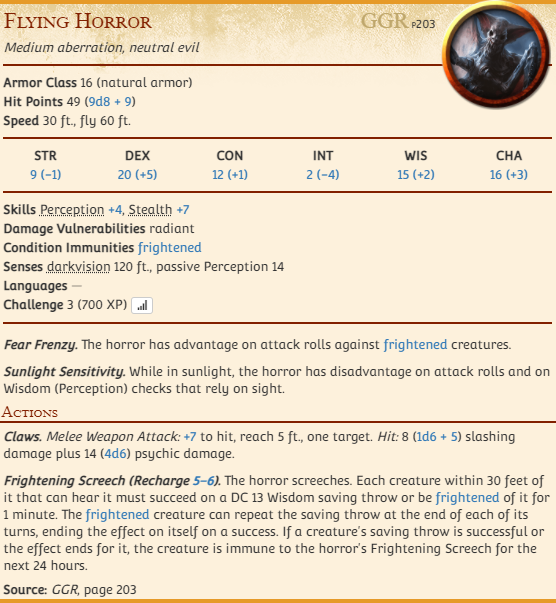 Flying Horror GGR p203
Medium aberration, neutral evil
Armor Class 16 (natural armor)
Hit Points 49 (9d8 + 9)
Speed 30 ft., fly 60 ft.
STR DEX CON INT WIS CHA
9 (−1) 20 (+5) 12 (+1) 2 (−4) 15 (+2) 16 (+3)
Skills Perception +4, Stealth +7
Damage Vulnerabilities radiant
Condition Immunities frightened
Senses darkvision 120 ft., passive Perception 14
Languages —
Challenge 3 (700 XP)
Fear Frenzy. The horror has advantage on attack rolls against frightened creatures.
Sunlight Sensitivity. While in sunlight, the horror has disadvantage on attack rolls and on
Wisdom (Perception) checks that rely on sight.
Actions
Claws. Melee Weapon Attack: +7 to hit, reach 5 ft., one target. Hit: 8 (1d6 + 5) slashing
damage plus 14 (4d6) psychic damage.
Frightening Screech (Recharge 5–6). The horror screeches. Each creature within 30 feet of
it that can hear it must succeed on a DC 13 Wisdom saving throw or be frightened of it for
1 minute. The frightened creature can repeat the saving throw at the end of each of its
turns, ending the effect on itself on a success. If a creature's saving throw is successful or
the effect ends for it, the creature is immune to the horror's Frightening Screech for the
next 24 hours.
Source: GGR, page 203